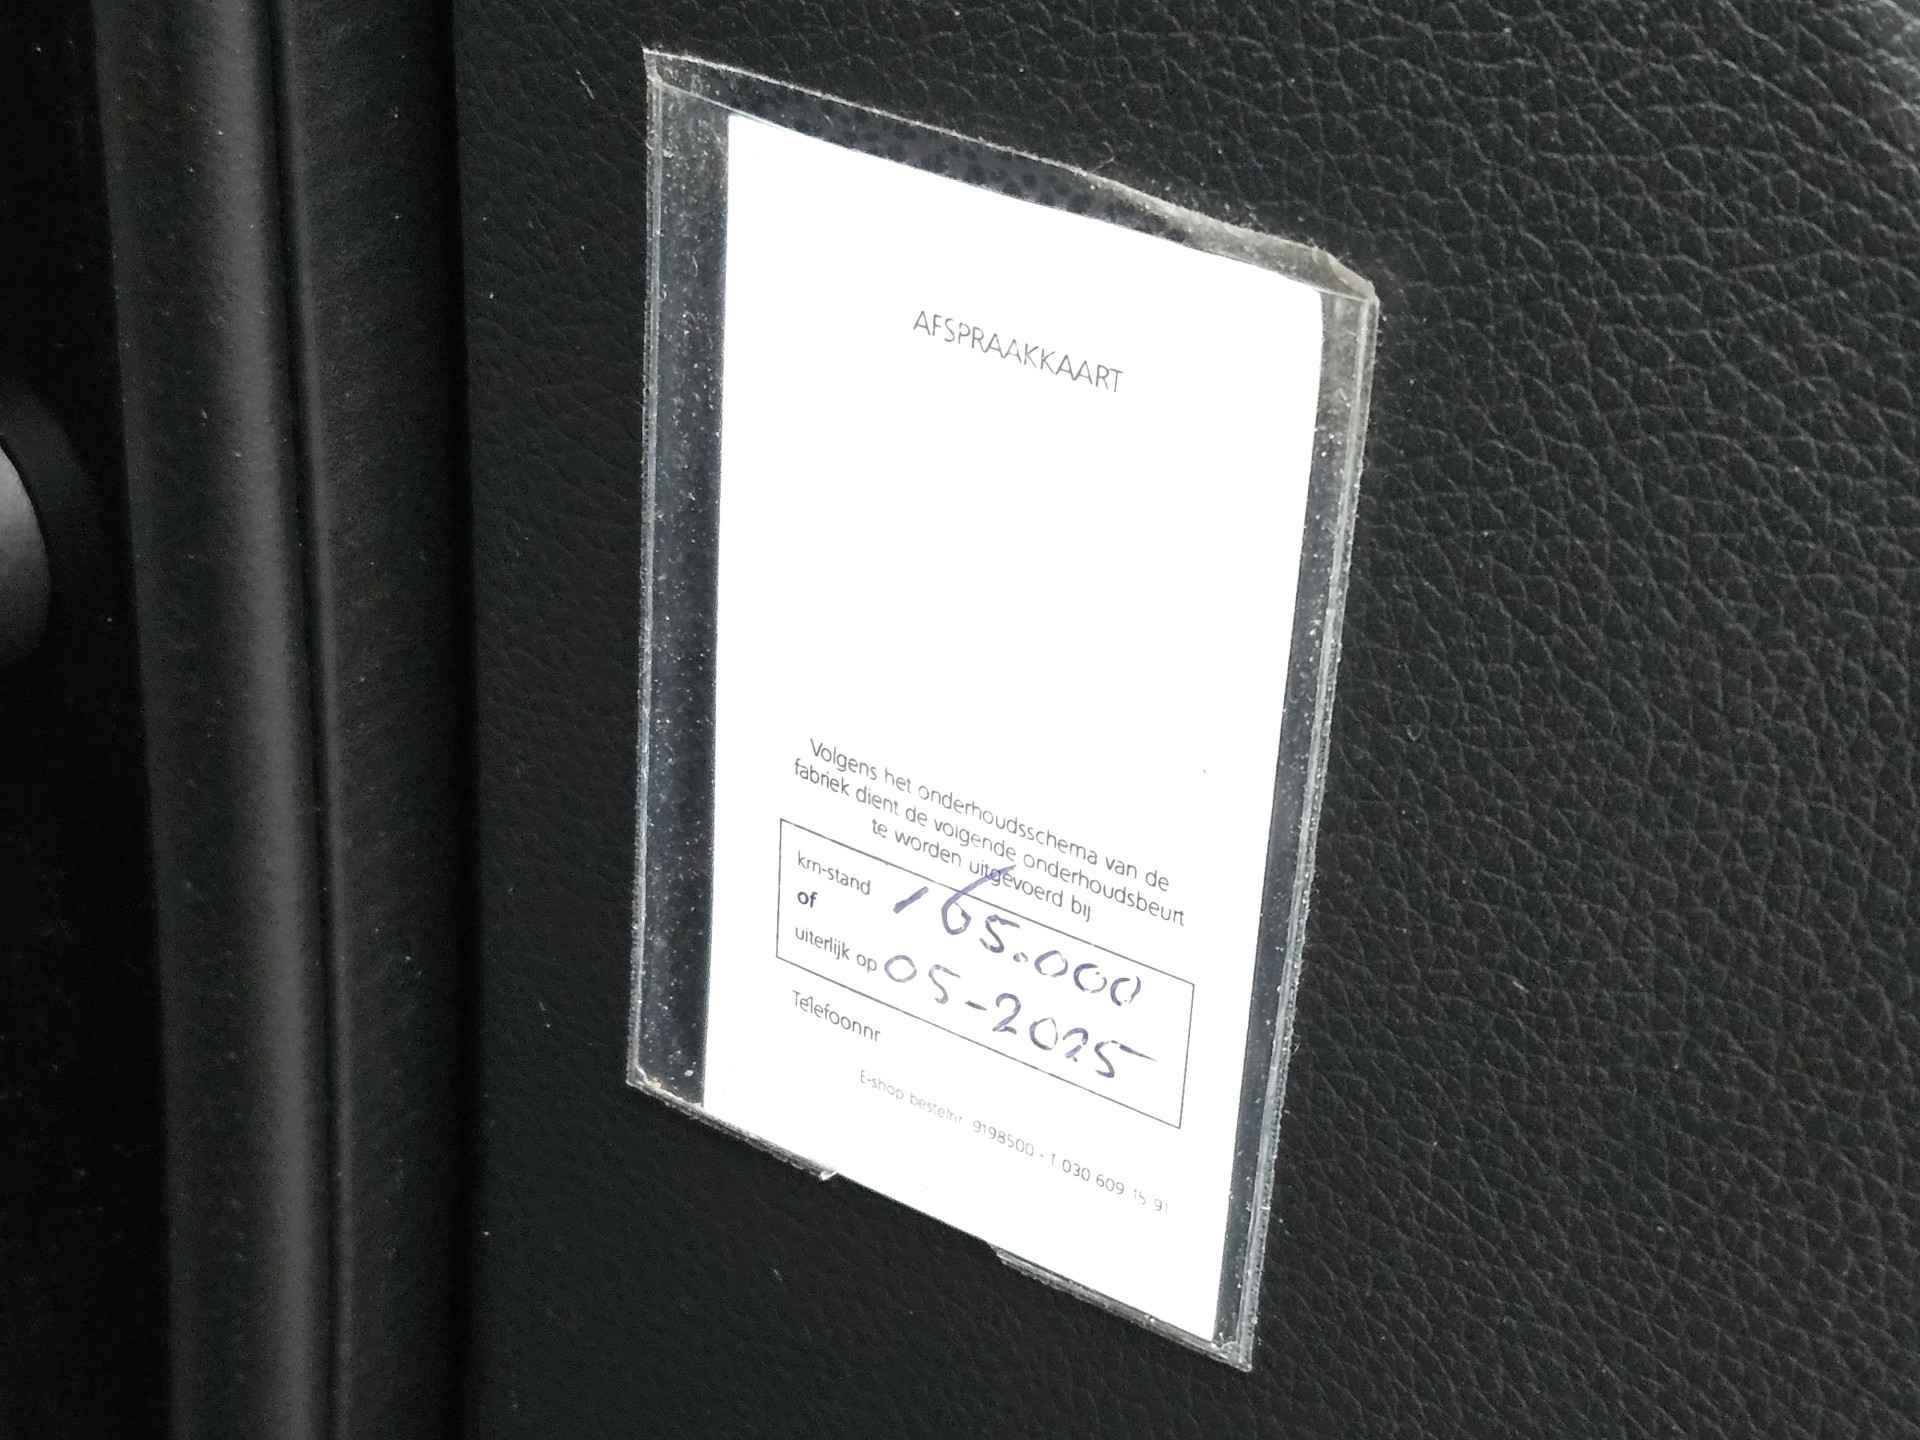 AFSPRAAKKAART
Volgens het onderhoudsschema van de
fabriek dient de volgende onderhoudsbeurt
te worden uitgevoerd bij:
km-stand 165.000
of
uiterlijk op 05-2025
Telefoonnr
E-shop bestelnr. 9198500 - T 030 609 15 91